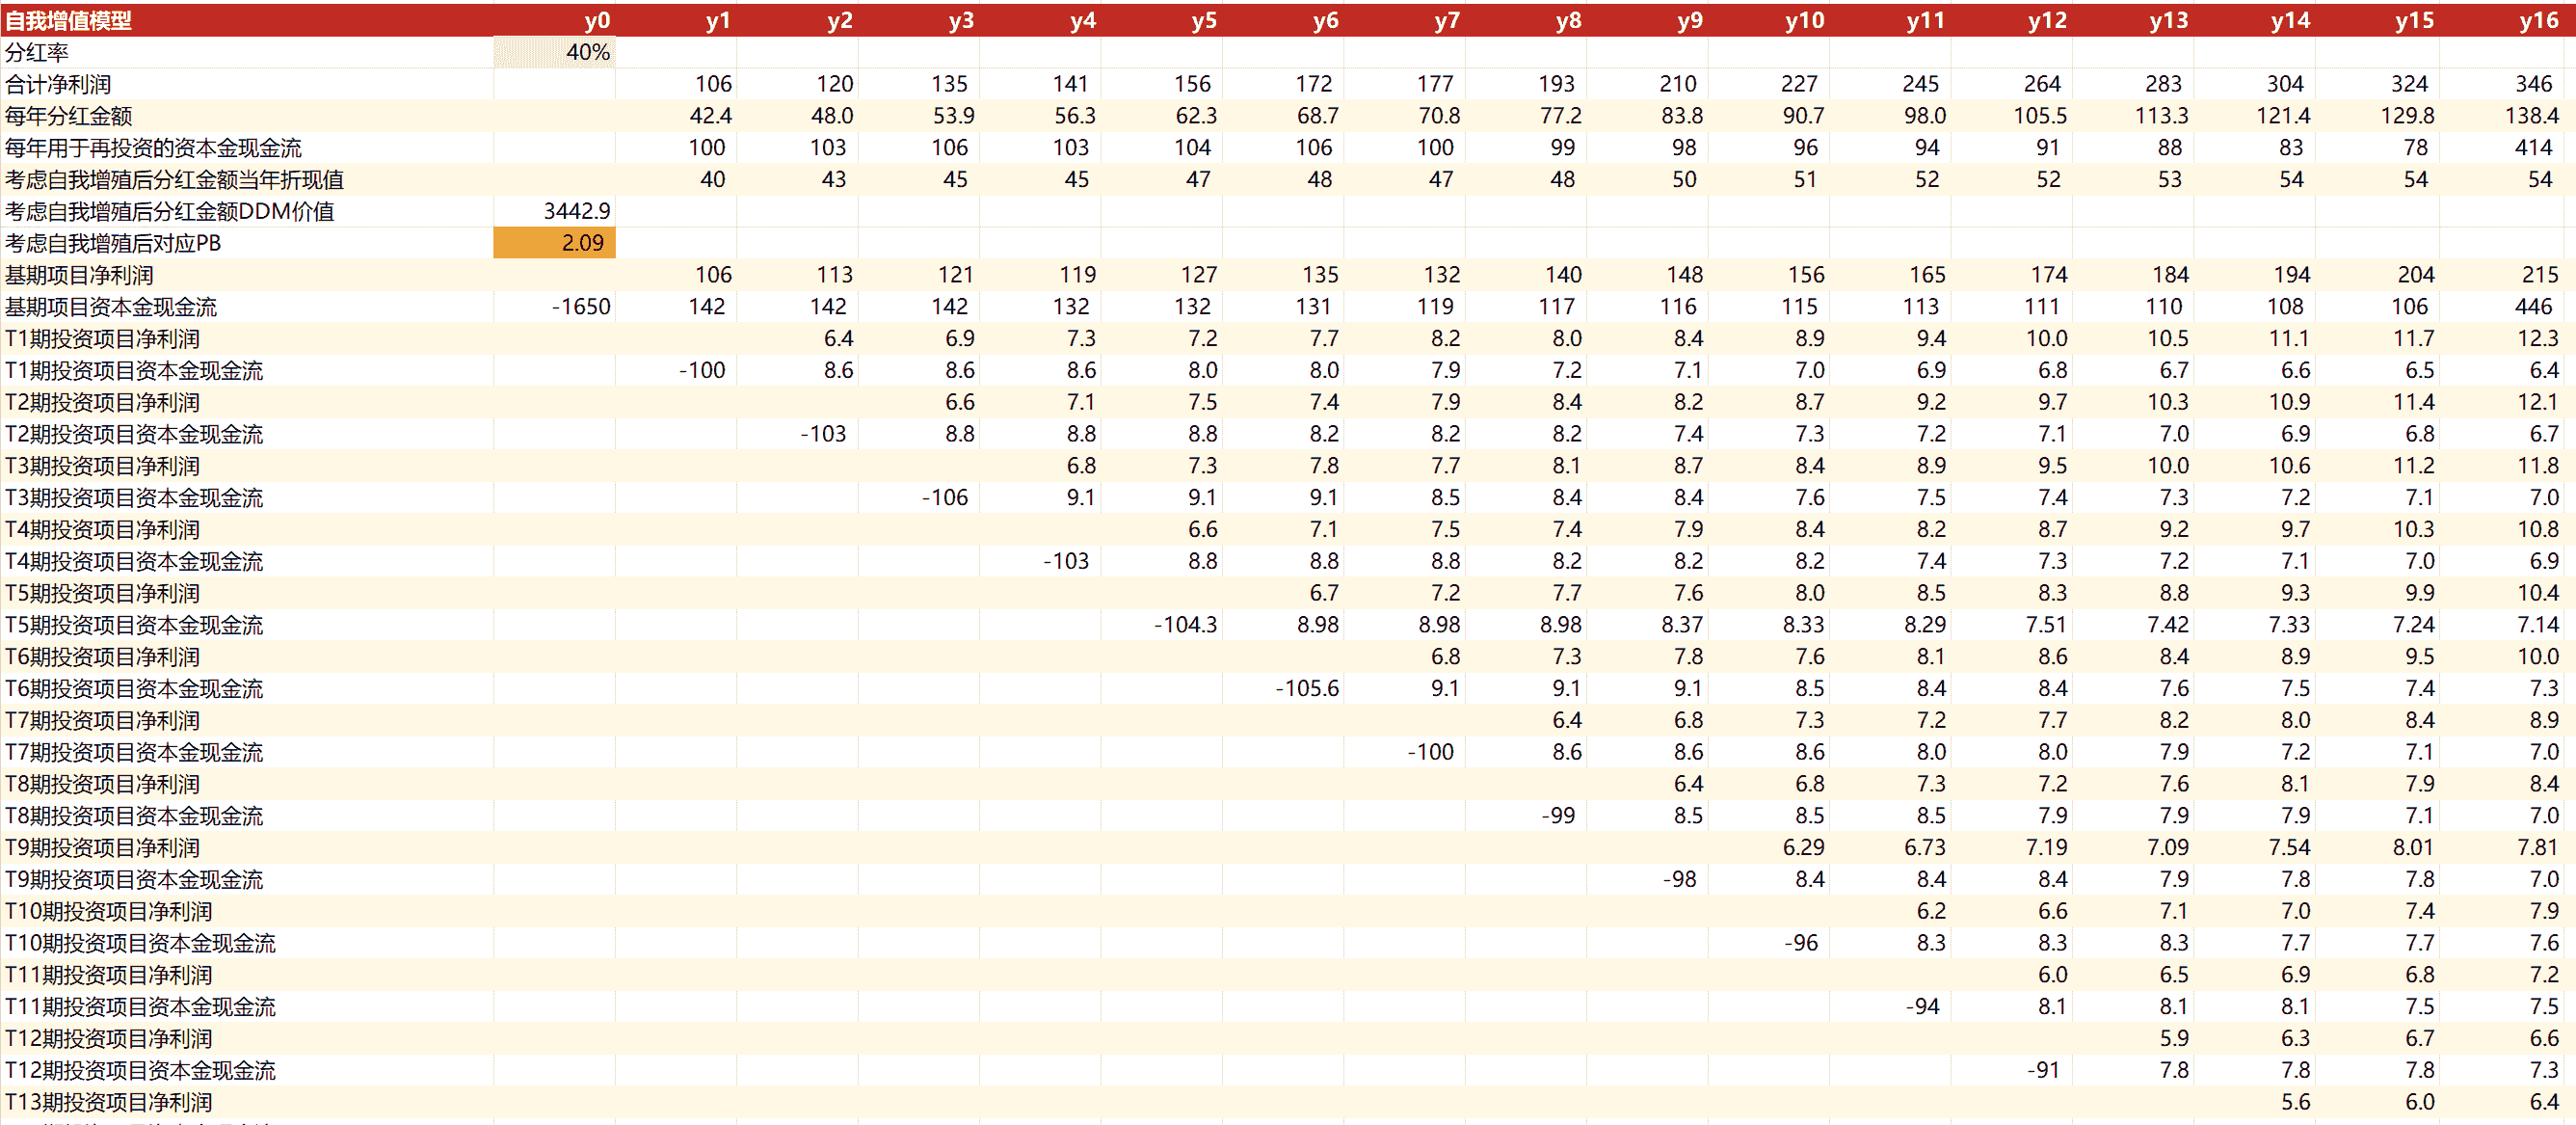 自我增值模型 y0 y1 y2 y3 y4 y5 y6 y7 y8 y9 y10 y11 y12 y13 y14 y15 y16
分红率 40%
合计净利润 106 120 135 141 156 172 177 193 210 227 245 264 283 304 324 346
每年分红金额 42.4 48.0 53.9 56.3 62.3 68.7 70.8 77.2 83.8 90.7 98.0 105.5 113.3 121.4 129.8 138.4
每年用于再投资的资本金现金流 100 103 106 103 104 106 100 99 98 96 94 91 88 83 78 414
考虑自我增殖后分红金额当年折现值 40 43 45 45 47 48 47 48 50 51 52 52 53 54 54 54
考虑自我增殖后分红金额DDM价值 3442.9
考虑自我增殖后对应PB 2.09
基期项目净利润 106 113 121 119 127 135 132 140 148 156 165 174 184 194 204 215
基期项目资本金现金流 -1650 142 142 142 132 132 131 119 117 116 115 113 111 110 108 106 446
T1期投资项目净利润 6.4 6.9 7.3 7.2 7.7 8.2 8.0 8.4 8.9 9.4 10.0 10.5 11.1 11.7 12.3
T1期投资项目资本金现金流 -100 8.6 8.6 8.6 8.0 8.0 7.9 7.2 7.1 7.0 6.9 6.8 6.7 6.6 6.5 6.4
T2期投资项目净利润 6.6 7.1 7.5 7.4 7.9 8.4 8.2 8.7 9.2 9.7 10.3 10.9 11.4 12.1
T2期投资项目资本金现金流 -103 8.8 8.8 8.8 8.2 8.2 8.2 7.4 7.3 7.2 7.1 7.0 6.9 6.8 6.7
T3期投资项目净利润 6.8 7.3 7.8 7.7 8.1 8.7 8.4 8.9 9.5 10.0 10.6 11.2 11.8
T3期投资项目资本金现金流 -106 9.1 9.1 9.1 8.5 8.4 8.4 7.6 7.5 7.4 7.3 7.2 7.1 7.0
T4期投资项目净利润 6.6 7.1 7.5 7.4 7.9 8.4 8.2 8.7 9.2 9.7 10.3 10.8
T4期投资项目资本金现金流 -103 8.8 8.8 8.8 8.2 8.2 8.2 7.4 7.3 7.2 7.1 7.0 6.9
T5期投资项目净利润 6.7 7.2 7.7 7.6 8.0 8.5 8.3 8.8 9.3 9.9 10.4
T5期投资项目资本金现金流 -104.3 8.98 8.98 8.98 8.37 8.33 8.29 7.51 7.42 7.33 7.24 7.14
T6期投资项目净利润 6.8 7.3 7.8 7.6 8.1 8.6 8.4 8.9 9.5 10.0
T6期投资项目资本金现金流 -105.6 9.1 9.1 9.1 8.5 8.4 8.4 7.6 7.5 7.4 7.3
T7期投资项目净利润 6.4 6.8 7.3 7.2 7.7 8.2 8.0 8.4 8.9
T7期投资项目资本金现金流 -100 8.6 8.6 8.6 8.0 8.0 7.9 7.2 7.1 7.0
T8期投资项目净利润 6.4 6.8 7.3 7.2 7.6 8.1 7.9 8.4
T8期投资项目资本金现金流 -99 8.5 8.5 8.5 7.9 7.9 7.9 7.1 7.0
T9期投资项目净利润 6.29 6.73 7.19 7.09 7.54 8.01 7.81
T9期投资项目资本金现金流 -98 8.4 8.4 8.4 7.9 7.8 7.8 7.0
T10期投资项目净利润 6.2 6.6 7.1 7.0 7.4 7.9
T10期投资项目资本金现金流 -96 8.3 8.3 8.3 7.7 7.7 7.6
T11期投资项目净利润 6.0 6.5 6.9 6.8 7.2
T11期投资项目资本金现金流 -94 8.1 8.1 8.1 7.5 7.5
T12期投资项目净利润 5.9 6.3 6.7 6.6
T12期投资项目资本金现金流 -91 7.8 7.8 7.8 7.3
T13期投资项目净利润 5.6 6.0 6.4